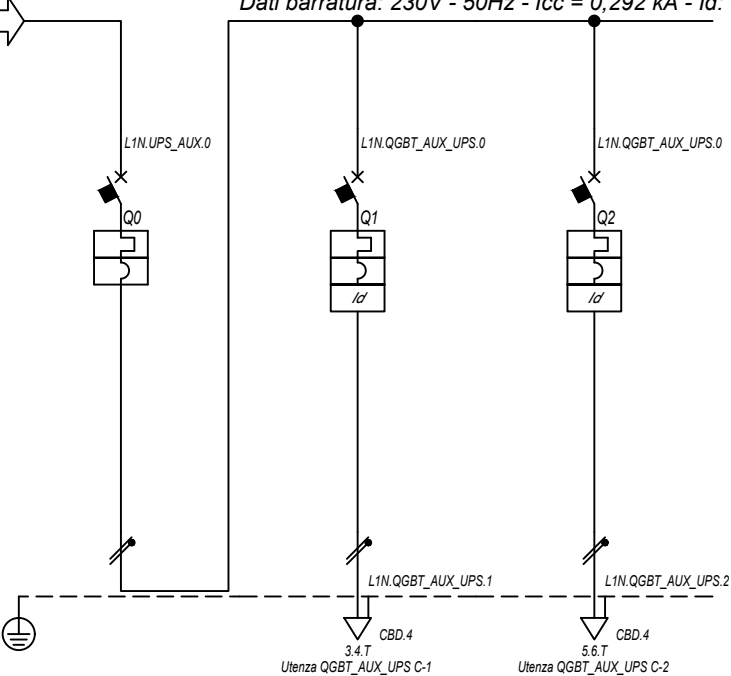 Dati barratura: 230V - 50Hz - Icc = 0,292 kA - Id:
L1N.UPS_AUX.0
L1N.QGBT_AUX_UPS.0
L1N.QGBT_AUX_UPS.0
Q0
Q1
Q2
Id
Id
L1N.QGBT_AUX_UPS.1
L1N.QGBT_AUX_UPS.2
CBD.4
CBD.4
3.4.T
5.6.T
Utenza QGBT_AUX_UPS C-1
Utenza QGBT_AUX_UPS C-2